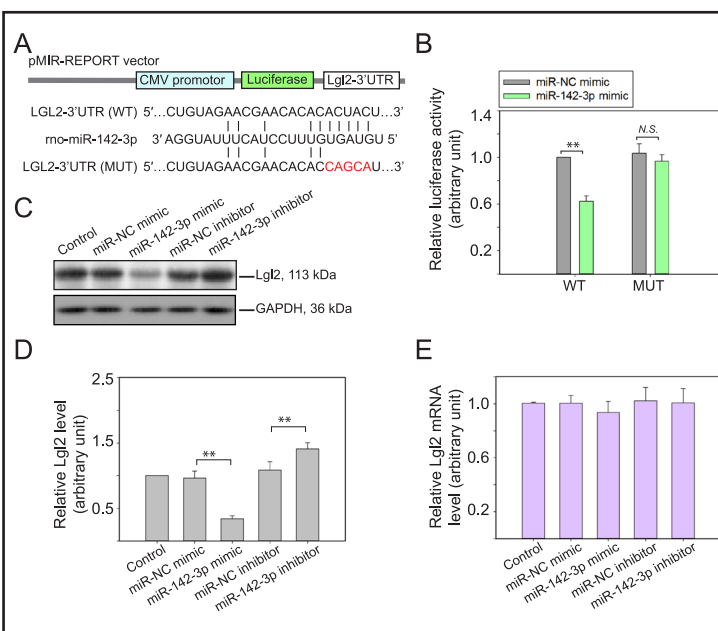 A
pMIR-REPORT vector
CMV promotor
Luciferase
Lgl2-3'UTR
LGL2-3'UTR (WT) 5'...CUGUAGAACGAACACACACUACU...3'
rno-miR-142-3p 3' AGGUAUUUCAUCCUUUGUGAUGU 5'
LGL2-3'UTR (MUT) 5'...CUGUAGAACGAACACACCAGCAU...3'
B
miR-NC mimic
miR-142-3p mimic
Relative luciferase activity
(arbitrary unit)
1.4
1.0
0.6
0.2
**
N.S.
WT
MUT
C
Control
miR-NC mimic
miR-142-3p mimic
miR-NC inhibitor
miR-142-3p inhibitor
Lgl2, 113 kDa
GAPDH, 36 kDa
D
Relative Lgl2 level
(arbitrary unit)
2.5
1.5
0.5
**
**
Control
miR-NC mimic
miR-142-3p mimic
miR-NC inhibitor
miR-142-3p inhibitor
E
Relative Lgl2 mRNA
level (arbitrary unit)
1.0
0.6
0.2
Control
miR-NC mimic
miR-142-3p mimic
miR-NC inhibitor
miR-142-3p inhibitor